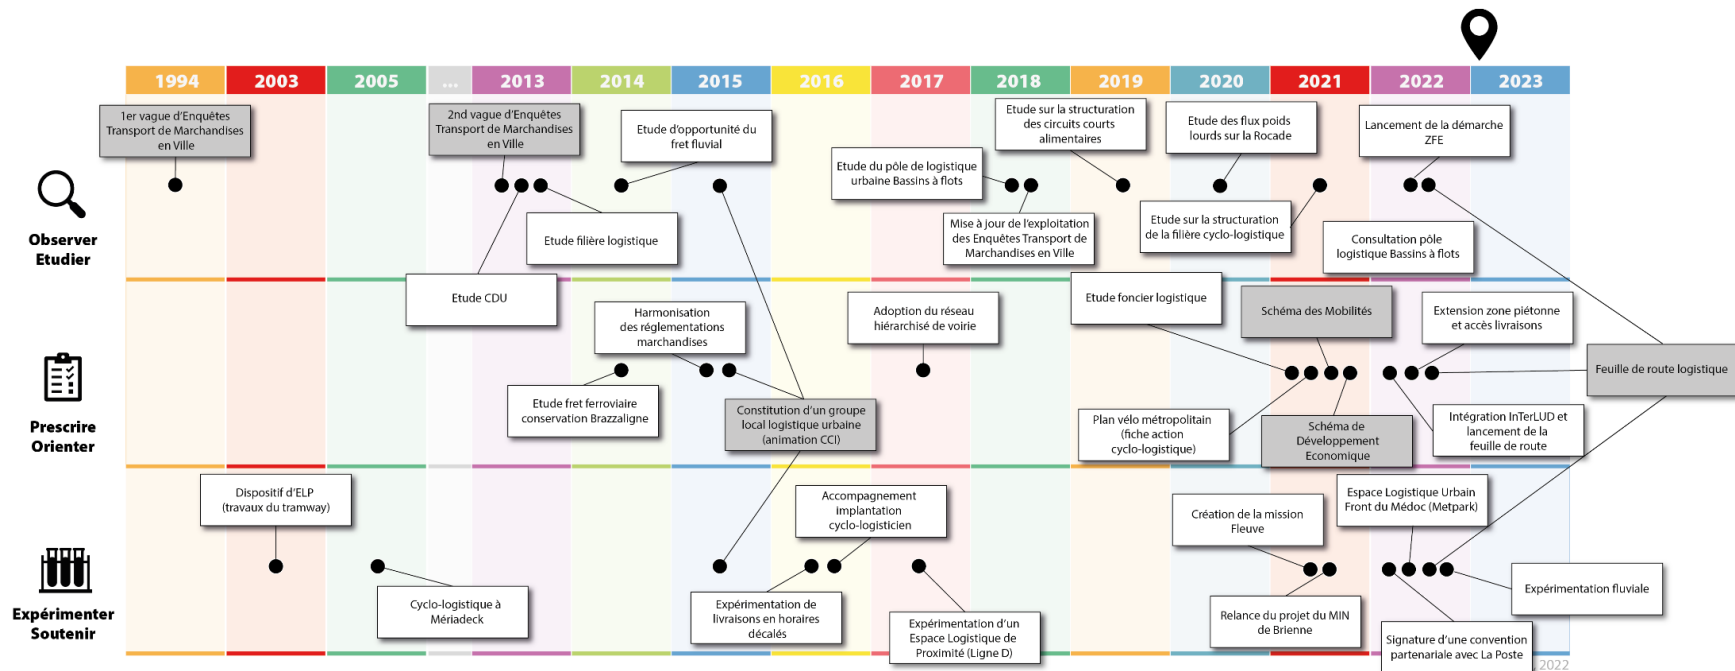 1994 2003 2005 ... 2013 2014 2015 2016 2017 2018 2019 2020 2021 2022 2023
Observer
Etudier
1er vague d'Enquêtes
Transport de Marchandises
en Ville
2nd vague d'Enquêtes
Transport de Marchandises
en Ville
Etude CDU
Etude filière logistique
Etude d'opportunité du
fret fluvial
Etude du pôle de logistique
urbaine Bassins à flots
Mise à jour de l'exploitation
des Enquêtes Transport de
Marchandises en Ville
Etude sur la structuration
des circuits courts
alimentaires
Etude des flux poids
lourds sur la Rocade
Etude sur la structuration
de la filière cyclo-logistique
Lancement de la démarche
ZFE
Consultation pôle
logistique Bassins à flots
Prescrire
Orienter
Harmonisation
des réglementations
marchandises
Etude fret ferroviaire
conservation Brazzaligne
Constitution d'un groupe
local logistique urbaine
(animation CCI)
Adoption du réseau
hiérarchisé de voirie
Etude foncier logistique
Plan vélo métropolitain
(fiche action
cyclo-logistique)
Schéma des Mobilités
Schéma de
Développement
Economique
Extension zone piétonne
et accès livraisons
Intégration InTerLUD et
lancement de la
feuille de route
Feuille de route logistique
Expérimenter
Soutenir
Dispositif d'ELP
(travaux du tramway)
Cyclo-logistique à
Mériadeck
Expérimentation de
livraisons en horaires
décalés
Accompagnement
implantation
cyclo-logisticien
Expérimentation d'un
Espace Logistique de
Proximité (Ligne D)
Création de la mission
Fleuve
Relance du projet du MIN
de Brienne
Espace Logistique Urbain
Front du Médoc (Metpark)
Signature d'une convention
partenariale avec La Poste
Expérimentation fluviale
2022